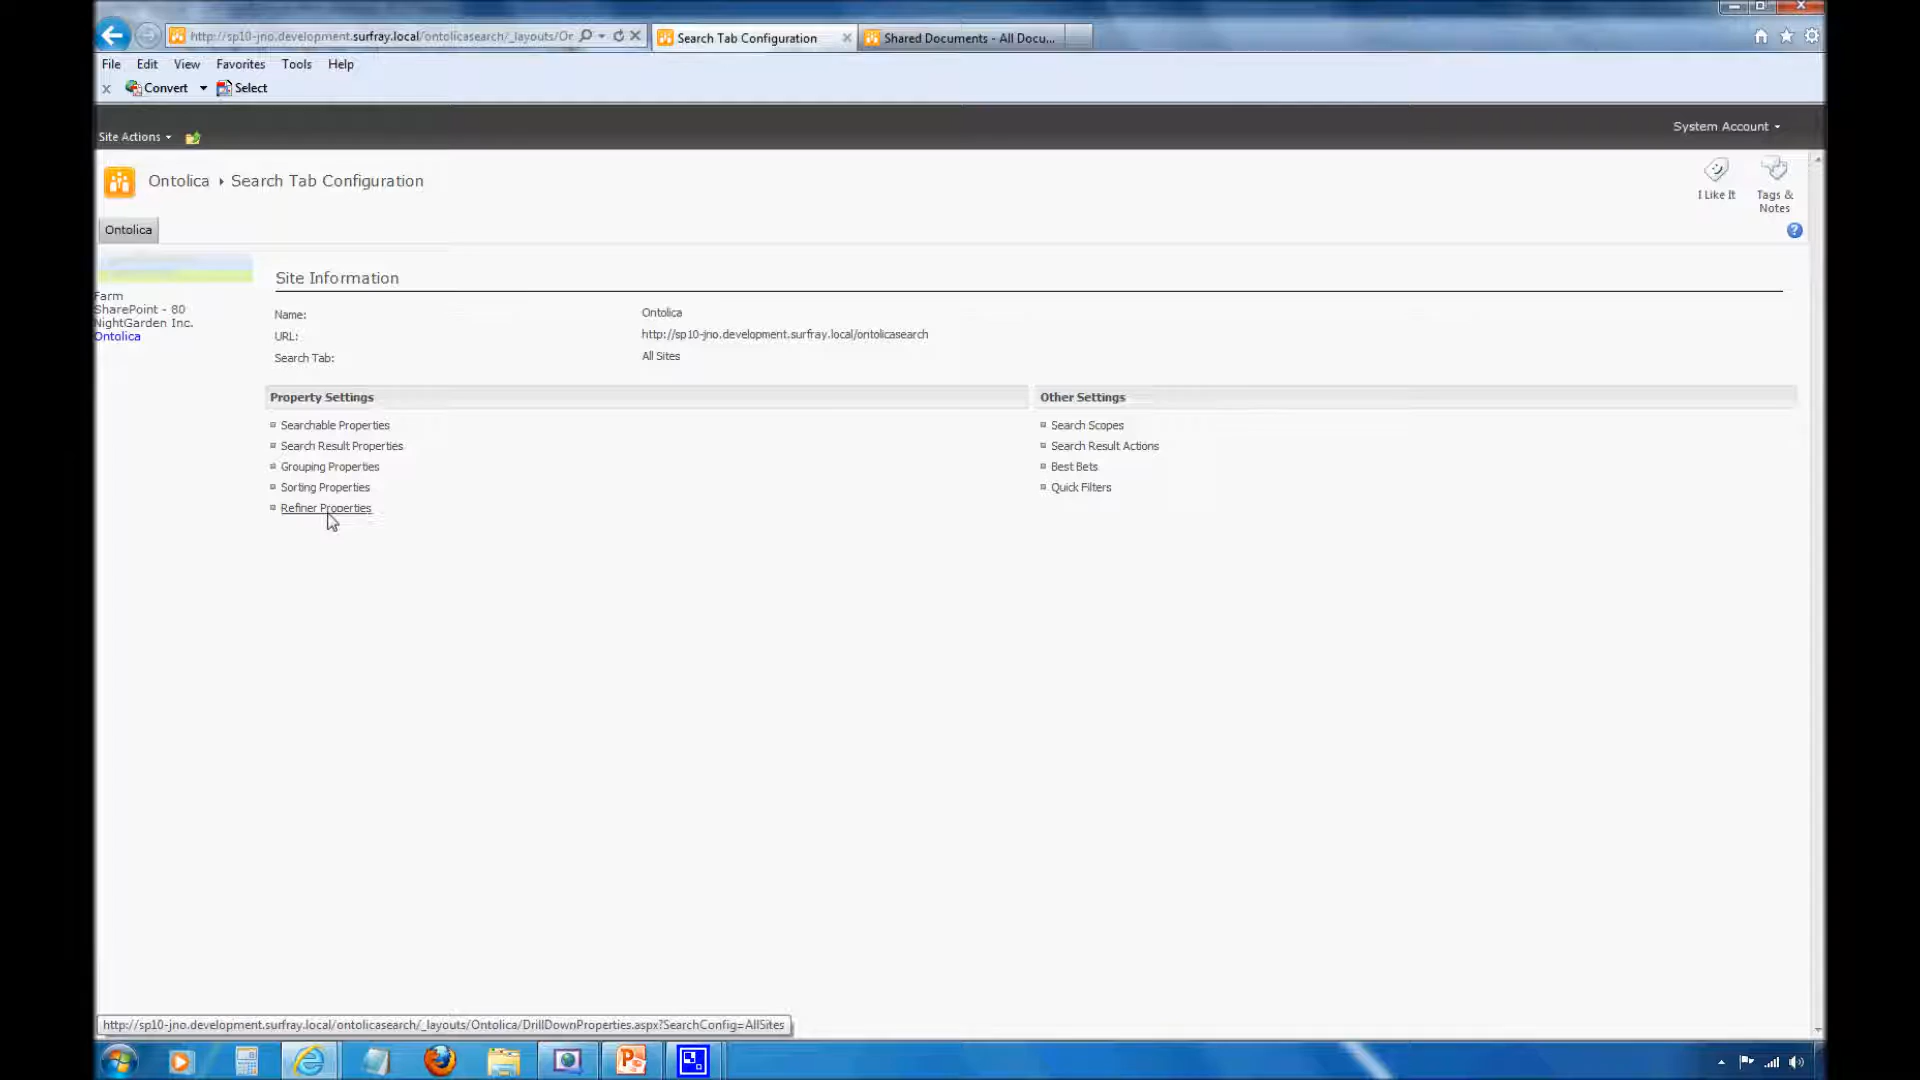 http://sp10-jno.development.surfray.local/ontolicasearch/_layouts/Or
Search Tab Configuration
Shared Documents - All Docu...
File Edit View Favorites Tools Help
x Convert Select
Site Actions
System Account
Ontolica Search Tab Configuration
I Like It
Tags & Notes
Ontolica
Site Information
Farm
SharePoint - 80
NightGarden Inc.
Ontolica
Name: Ontolica
URL: http://sp10-jno.development.surfray.local/ontolicasearch
Search Tab: All Sites
Property Settings
Searchable Properties
Search Result Properties
Grouping Properties
Sorting Properties
Refiner Properties
Other Settings
Search Scopes
Search Result Actions
Best Bets
Quick Filters
http://sp10-jno.development.surfray.local/ontolicasearch/_layouts/Ontolica/DrillDownProperties.aspx?SearchConfig=AllSites